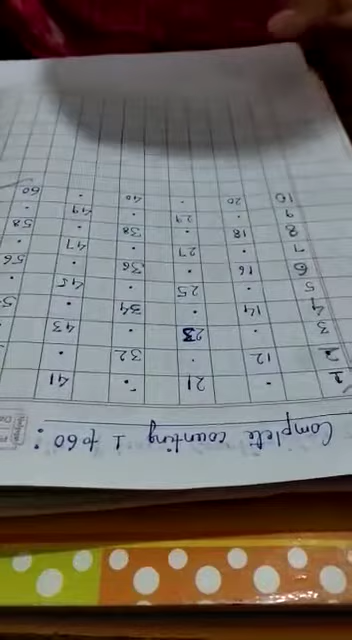 Complete counting 1 to 60:
1 . 21 . 41
2 12 . 32 .
3 . 23 . 43
4 14 . 34 .
5 . 25 . 45
6 16 . 36 . 56
7 . 27 . 47 .
8 18 . 38 . 58
9 . 29 . 49 .
10 20 . 40 . 60